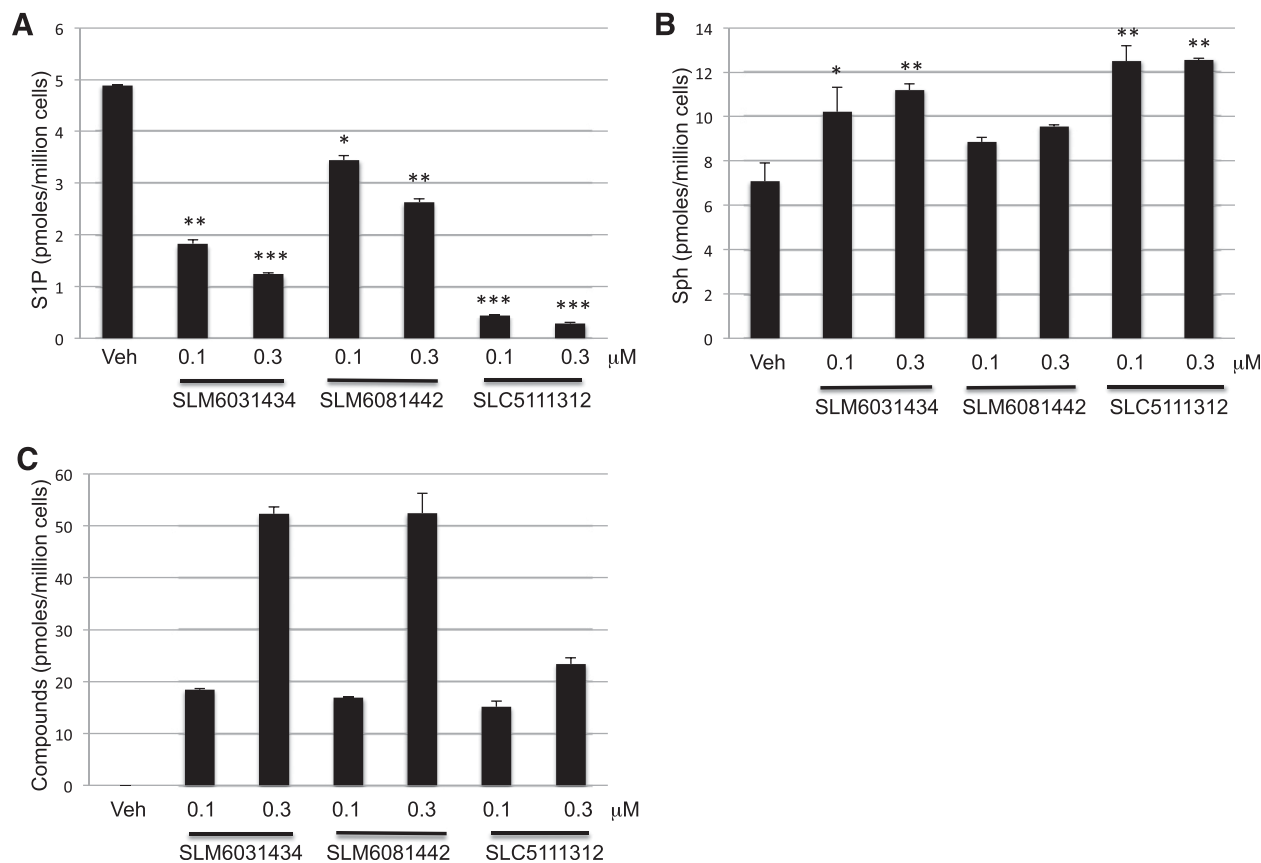 A
S1P (pmoles/million cells)
6
5
4
3
2
1
0
** *** * ** *** ***
Veh 0.1 0.3 0.1 0.3 0.1 0.3 µM
SLM6031434 SLM6081442 SLC5111312
B
Sph (pmoles/million cells)
14
12
10
8
6
4
2
0
* ** ** **
Veh 0.1 0.3 0.1 0.3 0.1 0.3 µM
SLM6031434 SLM6081442 SLC5111312
C
Compounds (pmoles/million cells)
60
50
40
30
20
10
0
Veh 0.1 0.3 0.1 0.3 0.1 0.3 µM
SLM6031434 SLM6081442 SLC5111312